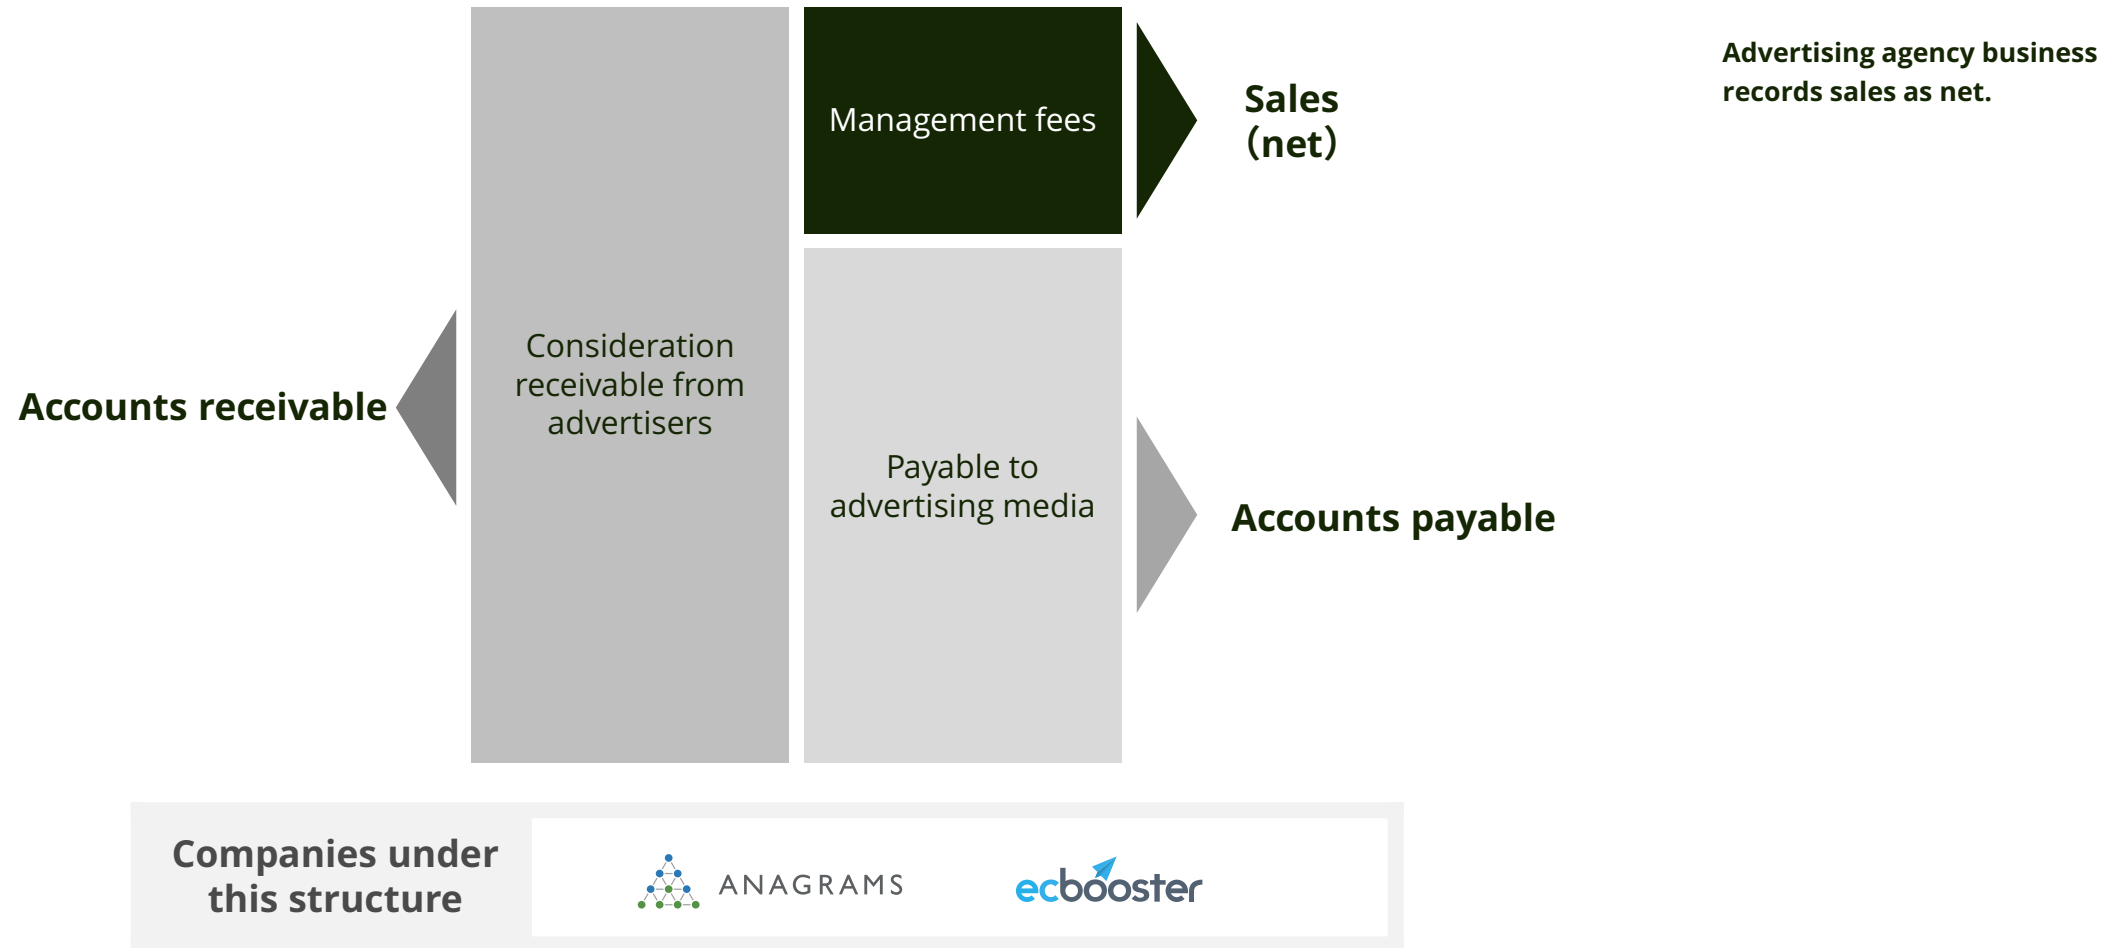 Advertising agency business
records sales as net.
Management fees
Sales
(net)
Consideration
receivable from
advertisers
Accounts receivable
Payable to
advertising media
Accounts payable
Companies under
this structure
ANAGRAMS
ecbooster